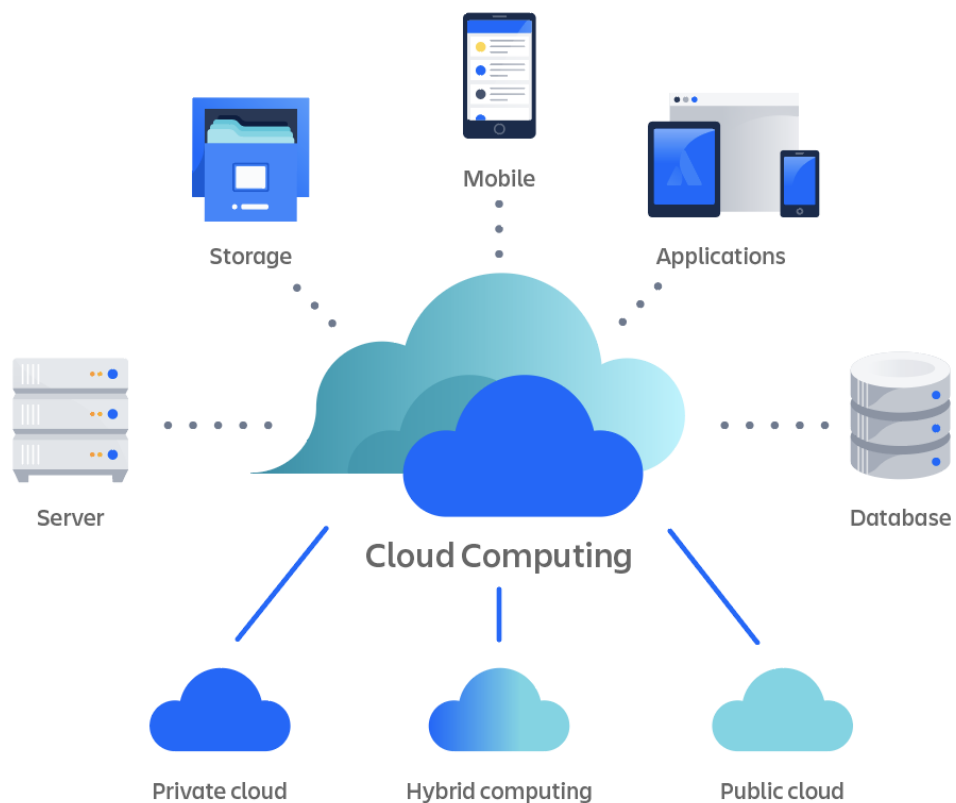 Mobile
Storage
Applications
Server
Database
Cloud Computing
Private cloud
Hybrid computing
Public cloud